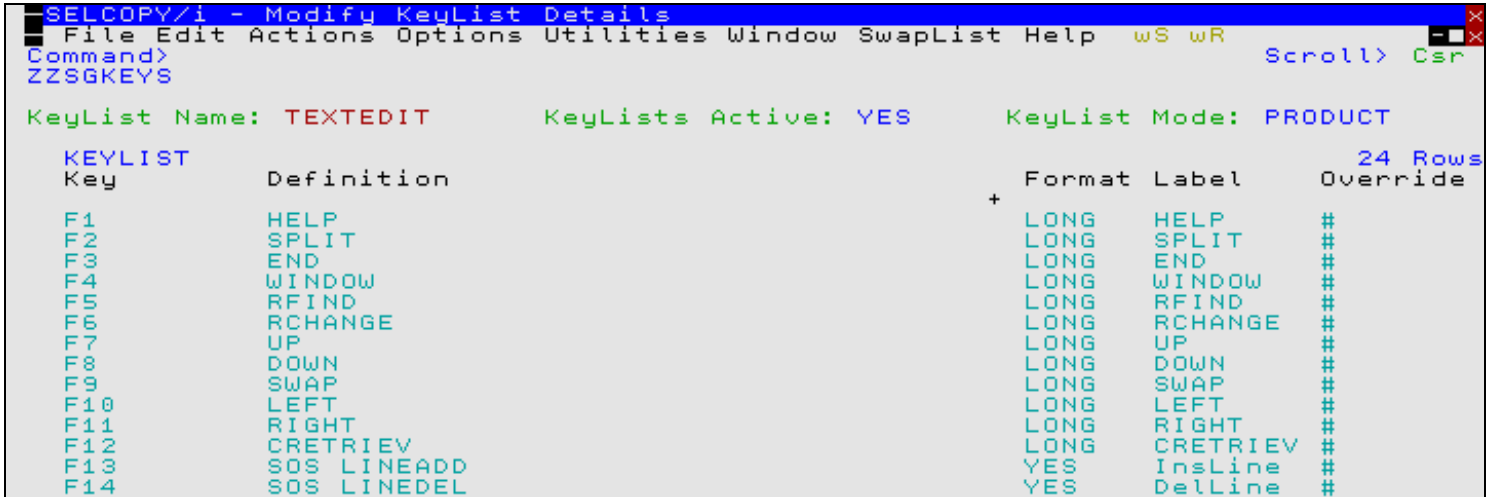 SELCOPY/i - Modify KeyList Details
File Edit Actions Options Utilities Window SwapList Help wS wR
Command> Scroll> Csr
ZZSGKEYS
KeyList Name: TEXTEDIT KeyLists Active: YES KeyList Mode: PRODUCT
KEYLIST 24 Rows
Key Definition Format Label Override
+
F1 HELP LONG HELP #
F2 SPLIT LONG SPLIT #
F3 END LONG END #
F4 WINDOW LONG WINDOW #
F5 RFIND LONG RFIND #
F6 RCHANGE LONG RCHANGE #
F7 UP LONG UP #
F8 DOWN LONG DOWN #
F9 SWAP LONG SWAP #
F10 LEFT LONG LEFT #
F11 RIGHT LONG RIGHT #
F12 CRETRIEV LONG CRETRIEV #
F13 SOS LINEADD YES InsLine #
F14 SOS LINEDEL YES DelLine #